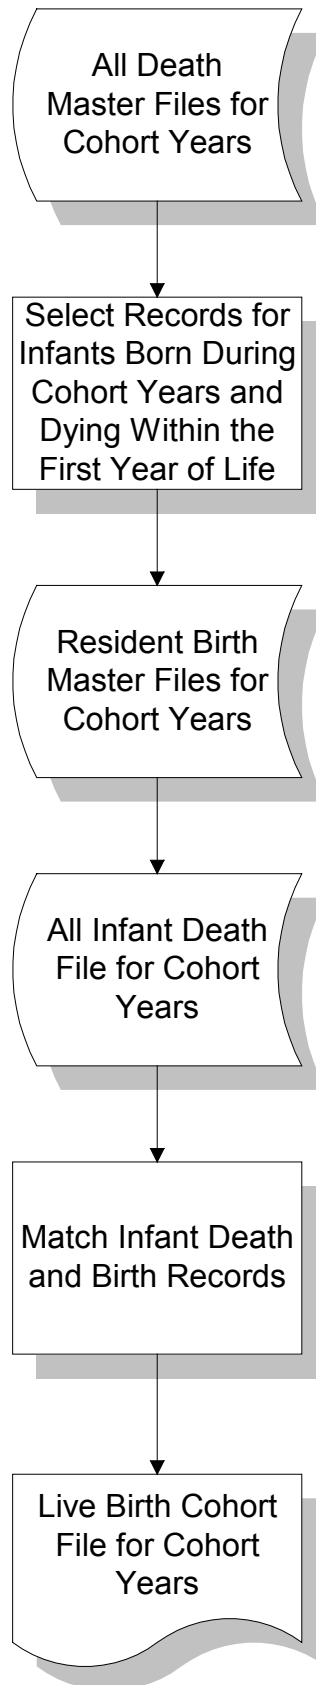 All Death
Master Files for
Cohort Years
Select Records for
Infants Born During
Cohort Years and
Dying Within the
First Year of Life
Resident Birth
Master Files for
Cohort Years
All Infant Death
File for Cohort
Years
Match Infant Death
and Birth Records
Live Birth Cohort
File for Cohort
Years